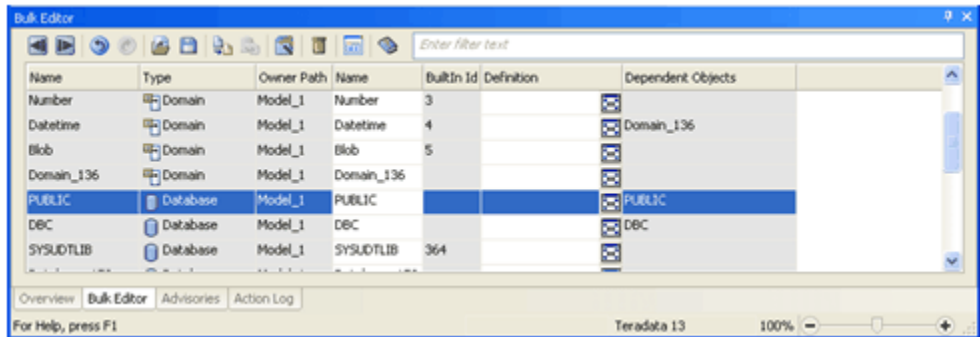 Bulk Editor
Enter filter text
Name Type Owner Path Name BuiltIn Id Definition Dependent Objects
Number Domain Model_1 Number 3
Datetime Domain Model_1 Datetime 4 Domain_136
Blob Domain Model_1 Blob 5
Domain_136 Domain Model_1 Domain_136
PUBLIC Database Model_1 PUBLIC PUBLIC
DBC Database Model_1 DBC DBC
SYSUDTLIB Database Model_1 SYSUDTLIB 364
Overview Bulk Editor Advisories Action Log
For Help, press F1 Teradata 13 100%